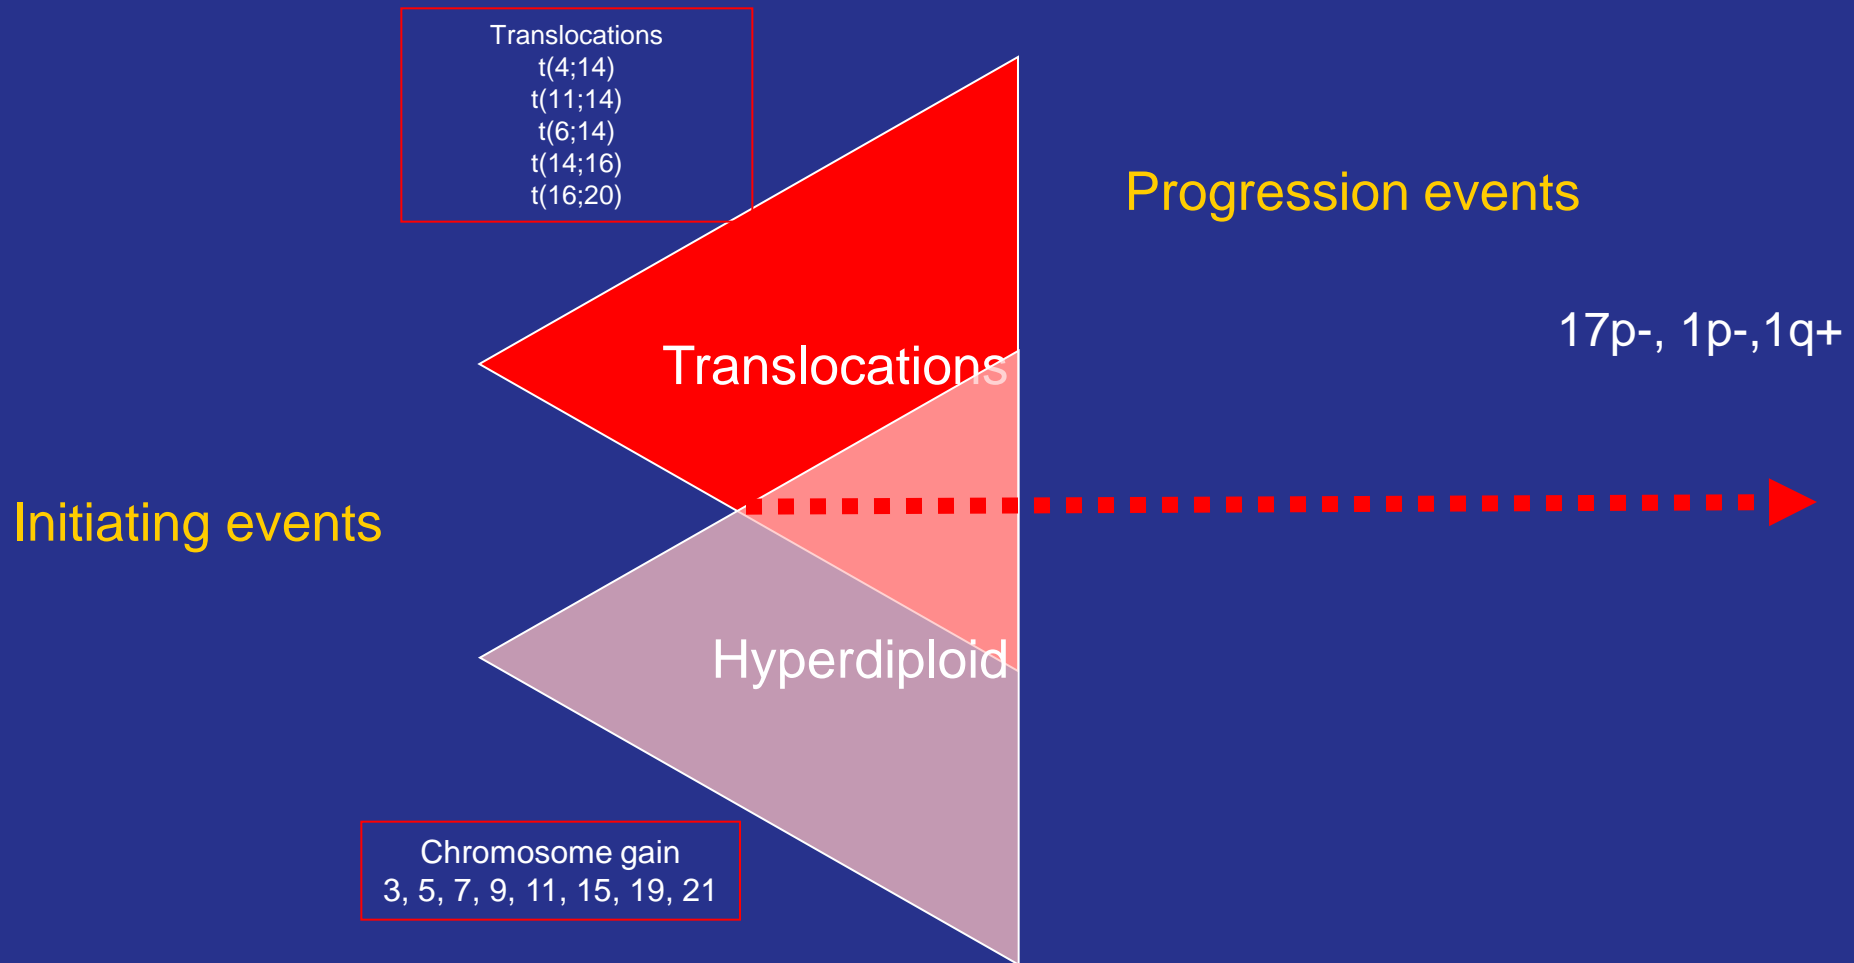 Translocations
t(4;14)
t(11;14)
t(6;14)
t(14;16)
t(16;20)
Progression events
17p-, 1p-,1q+
Translocations
Initiating events
Hyperdiploid
Chromosome gain
3, 5, 7, 9, 11, 15, 19, 21